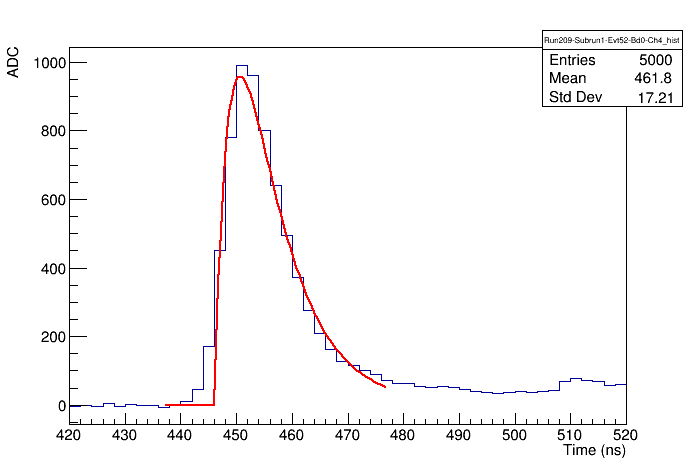 Run209-Subrun1-Evt52-Bd0-Ch4_hist
Entries 5000
Mean 461.8
Std Dev 17.21
ADC
1000
800
600
400
200
0
420 430 440 450 460 470 480 490 500 510 520
Time (ns)